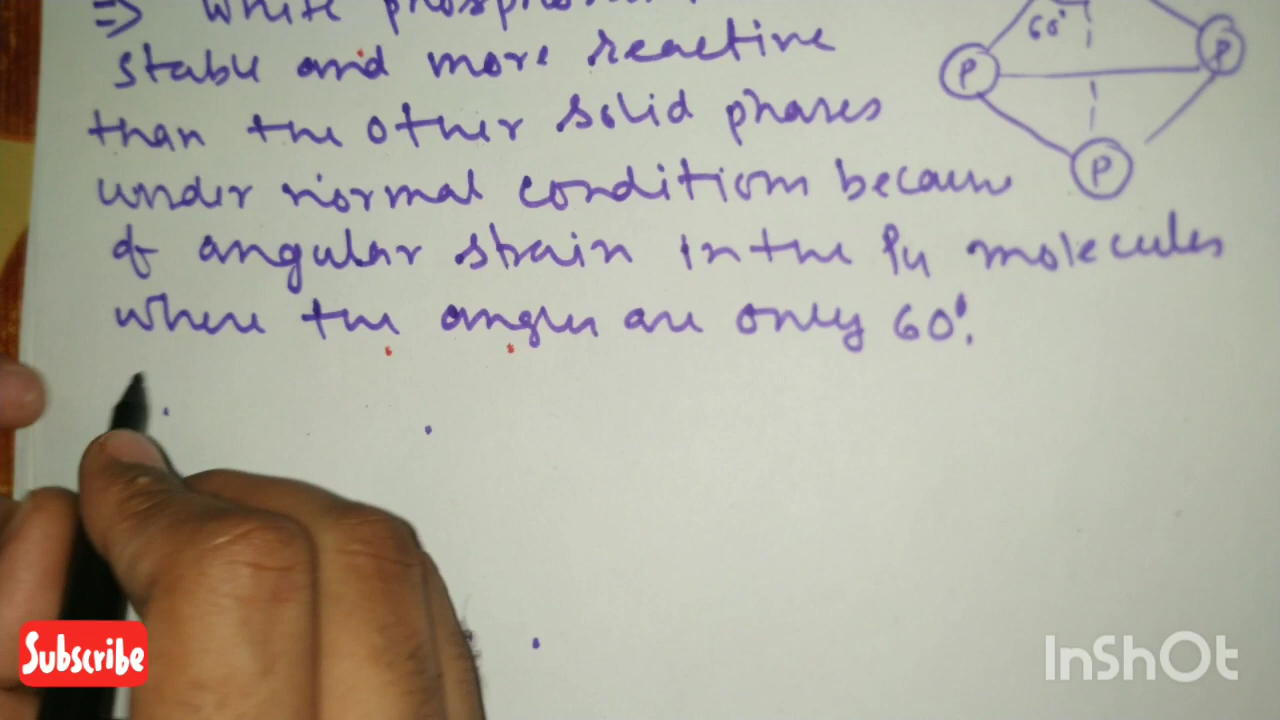 ⇒ White
60°
stable and more reactive
P
P
than the other solid phases
P
under normal conditions because
of angular strain in the P4 molecules
where the angles are only 60°.
Subscribe
InShOt